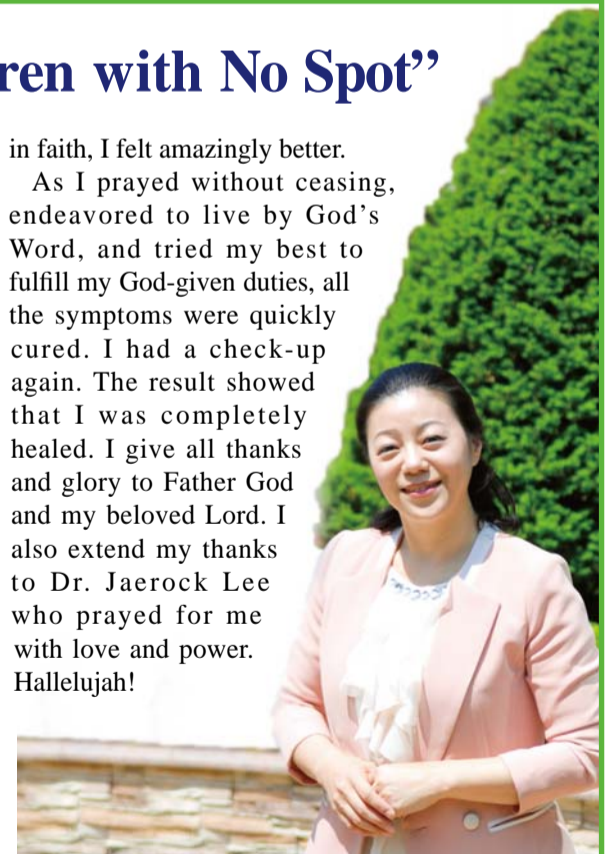 ren with No Spot”
in faith, I felt amazingly better.
As I prayed without ceasing,
endeavored to live by God's
Word, and tried my best to
fulfill my God-given duties, all
the symptoms were quickly
cured. I had a check-up
again. The result showed
that I was completely
healed. I give all thanks
and glory to Father God
and my beloved Lord. I
also extend my thanks
to Dr. Jaerock Lee
who prayed for me
with love and power.
Hallelujah!